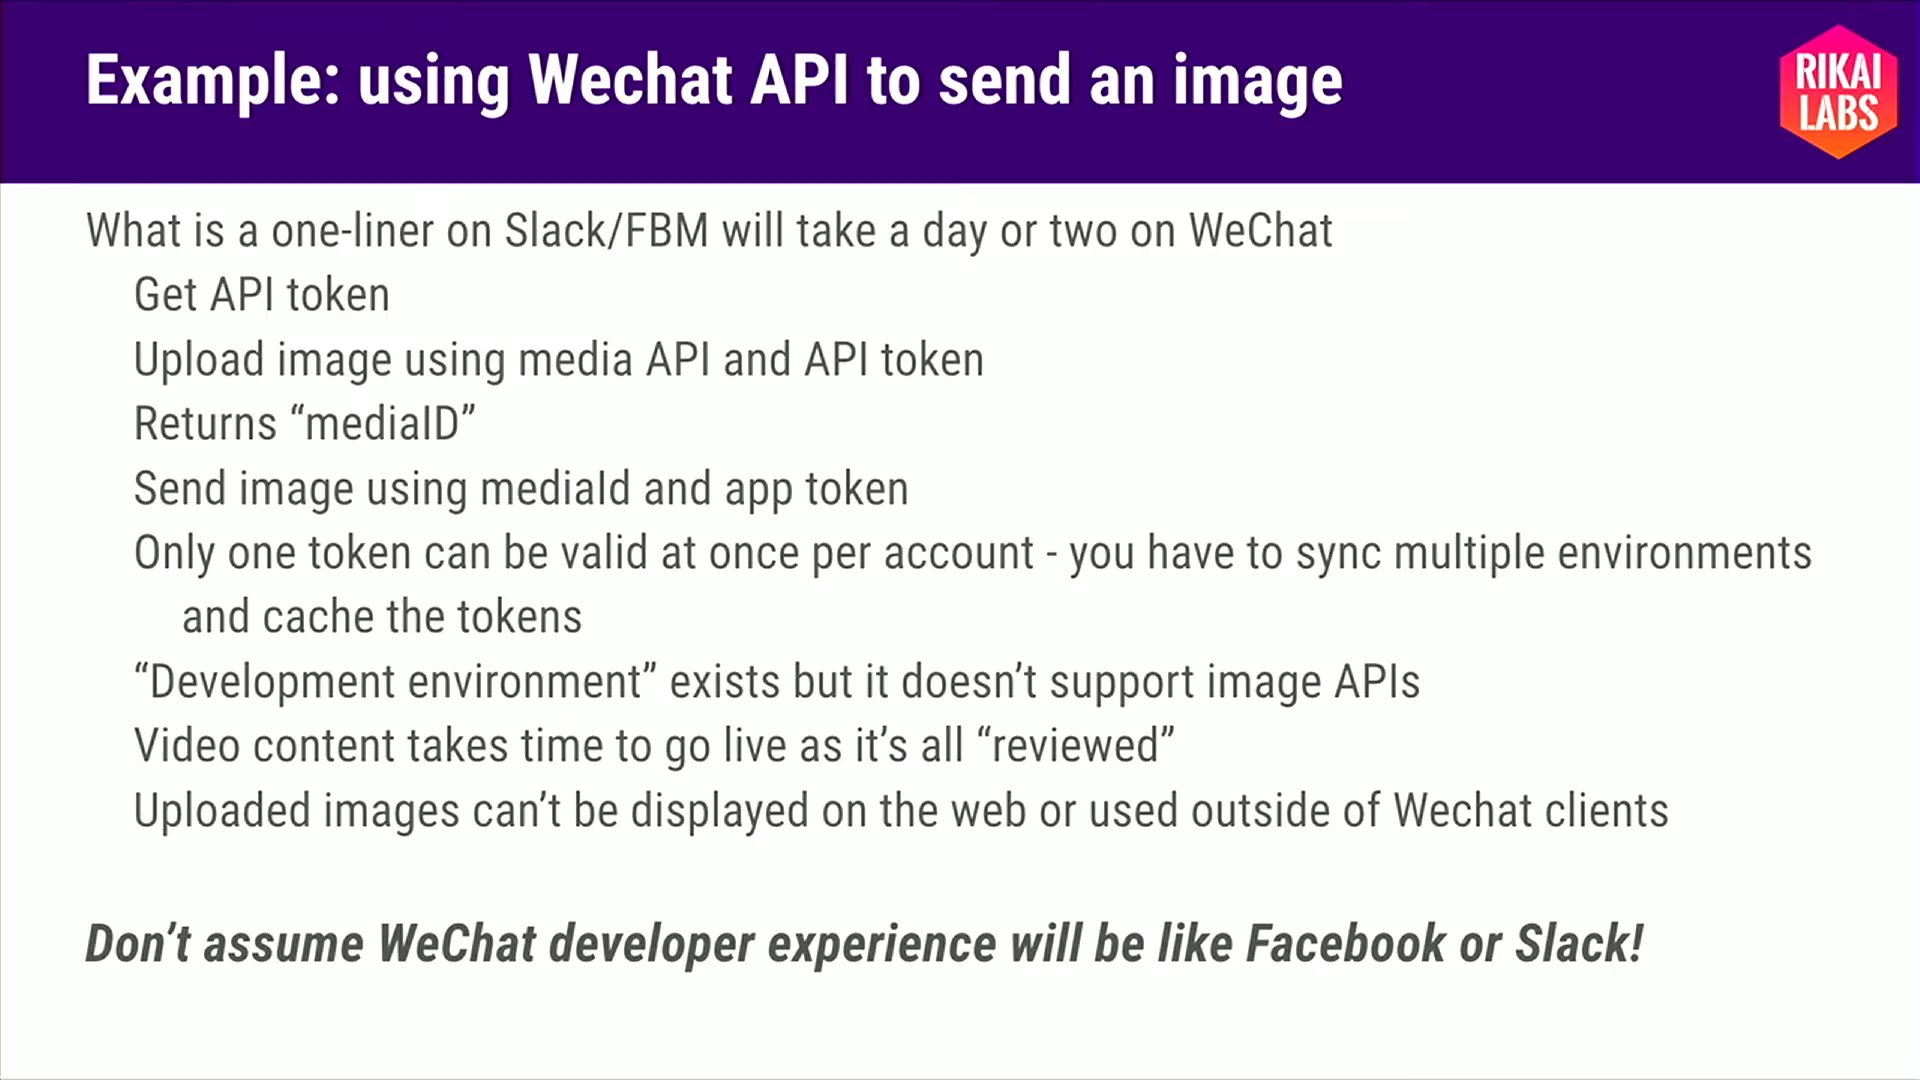 Example: using Wechat API to send an image
RIKAI
LABS
What is a one-liner on Slack/FBM will take a day or two on WeChat
Get API token
Upload image using media API and API token
Returns “mediaID”
Send image using mediaId and app token
Only one token can be valid at once per account - you have to sync multiple environments
and cache the tokens
“Development environment” exists but it doesn’t support image APIs
Video content takes time to go live as it’s all “reviewed”
Uploaded images can’t be displayed on the web or used outside of Wechat clients
Don’t assume WeChat developer experience will be like Facebook or Slack!